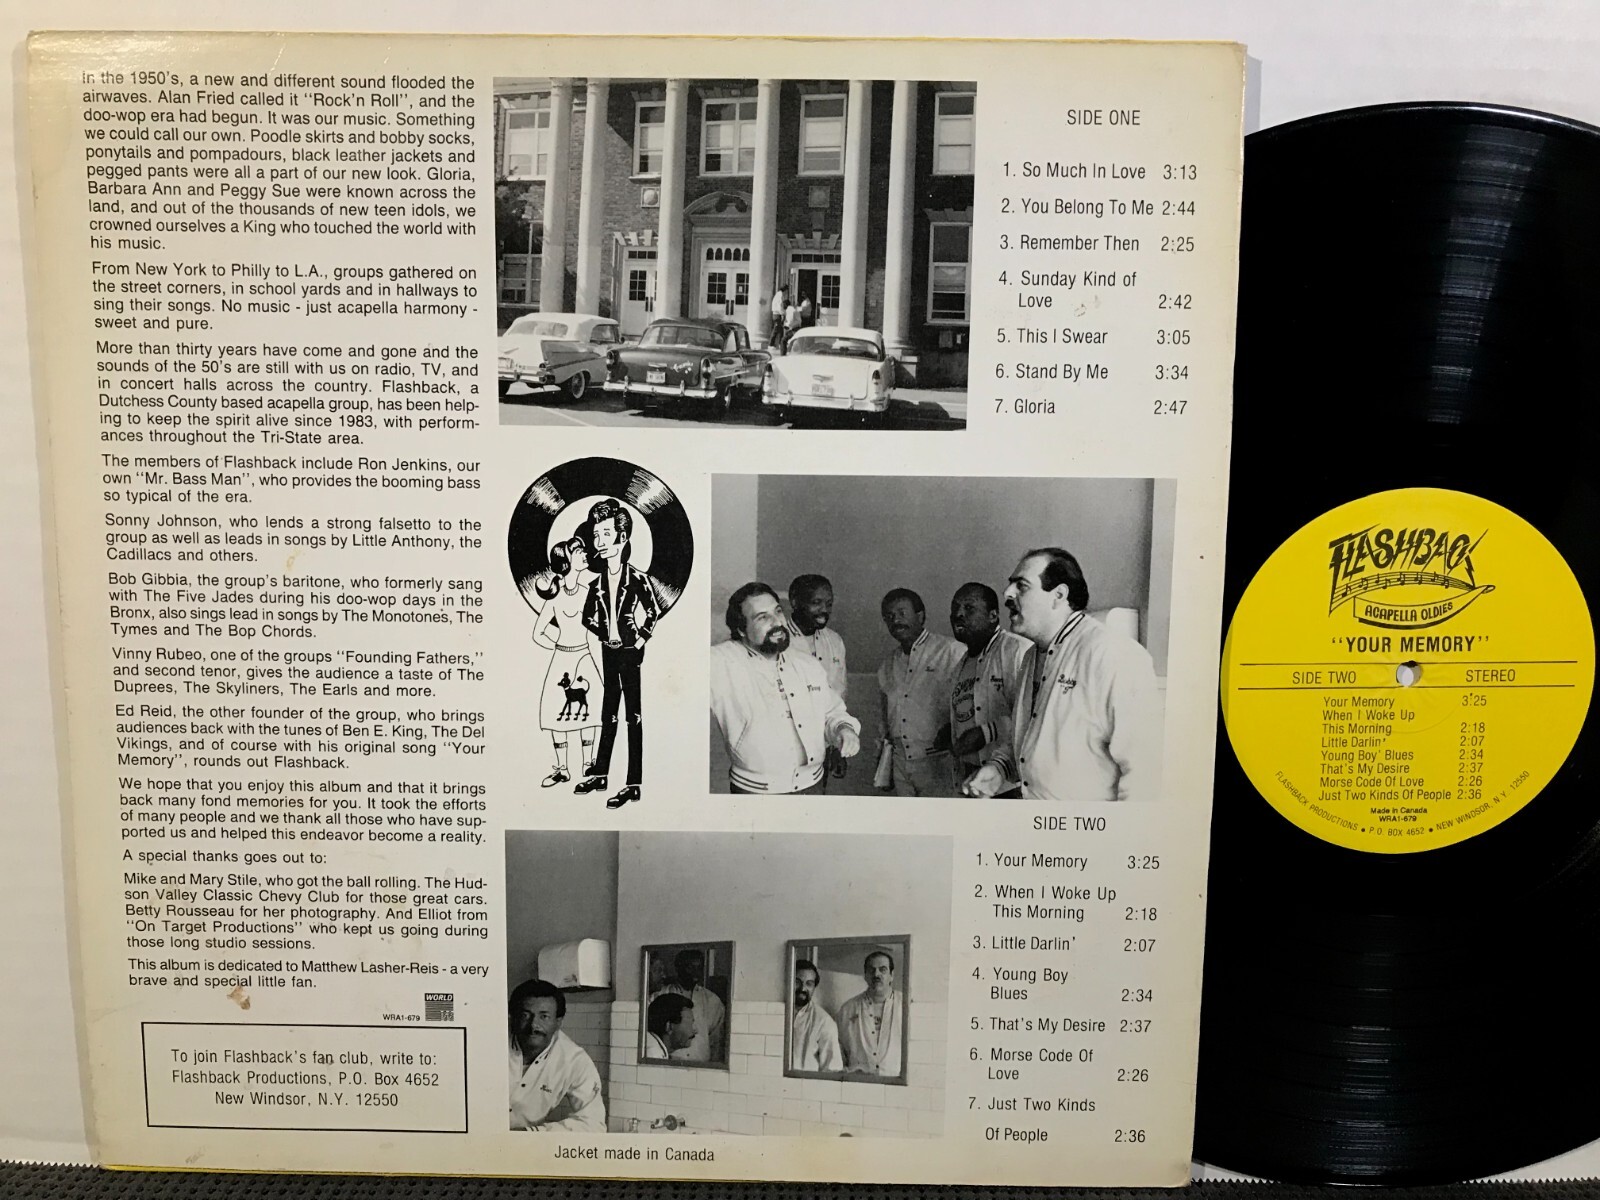 In the 1950's, a new and different sound flooded the
airwaves. Alan Fried called it "Rock'n Roll", and the
doo-wop era had begun. It was our music. Something
we could call our own. Poodle skirts and bobby socks,
ponytails and pompadours, black leather jackets and
pegged pants were all a part of our new look. Gloria,
Barbara Ann and Peggy Sue were known across the
land, and out of the thousands of new teen idols, we
crowned ourselves a King who touched the world with
his music.
From New York to Philly to L.A., groups gathered on
the street corners, in school yards and in hallways to
sing their songs. No music - just acapella harmony -
sweet and pure.
More than thirty years have come and gone and the
sounds of the 50's are still with us on radio, TV, and
in concert halls across the country. Flashback, a
Dutchess County based acapella group, has been help-
ing to keep the spirit alive since 1983, with perform-
ances throughout the Tri-State area.
The members of Flashback include Ron Jenkins, our
own "Mr. Bass Man", who provides the booming bass
so typical of the era.
Sonny Johnson, who lends a strong falsetto to the
group as well as leads in songs by Little Anthony, the
Cadillacs and others.
Bob Gibbia, the group's baritone, who formerly sang
with The Five Jades during his doo-wop days in the
Bronx, also sings lead in songs by The Monotones, The
Tymes and The Bop Chords.
Vinny Rubeo, one of the groups "Founding Fathers,"
and second tenor, gives the audience a taste of The
Duprees, The Skyliners, The Earls and more.
Ed Reid, the other founder of the group, who brings
audiences back with the tunes of Ben E. King, The Del
Vikings, and of course with his original song "Your
Memory", rounds out Flashback.
We hope that you enjoy this album and that it brings
back many fond memories for you. It took the efforts
of many people and we thank all those who have sup-
ported us and helped this endeavor become a reality.
A special thanks goes out to:
Mike and Mary Stile, who got the ball rolling. The Hud-
son Valley Classic Chevy Club for those great cars.
Betty Rousseau for her photography. And Elliot from
"On Target Productions" who kept us going during
those long studio sessions.
This album is dedicated to Matthew Lasher-Reis - a very
brave and special little fan.
WORLD
WRA1-679
To join Flashback's fan club, write to:
Flashback Productions, P.O. Box 4652
New Windsor, N.Y. 12550
SIDE ONE
1. So Much In Love 3:13
2. You Belong To Me 2:44
3. Remember Then 2:25
4. Sunday Kind of
Love 2:42
5. This I Swear 3:05
6. Stand By Me 3:34
7. Gloria 2:47
SIDE TWO
1. Your Memory 3:25
2. When I Woke Up
This Morning 2:18
3. Little Darlin' 2:07
4. Young Boy
Blues 2:34
5. That's My Desire 2:37
6. Morse Code Of
Love 2:26
7. Just Two Kinds
Of People 2:36
Jacket made in Canada
FLASHBACK
ACAPELLA OLDIES
"YOUR MEMORY"
SIDE TWO STEREO
Your Memory 3:25
When I Woke Up
This Morning 2:18
Little Darlin' 2:07
Young Boy' Blues 2:34
That's My Desire 2:37
Morse Code Of Love 2:26
Just Two Kinds Of People 2:36
Made in Canada
WRA1-679
FLASHBACK PRODUCTIONS • P.O. BOX 4652 • NEW WINDSOR, N.Y. 12550